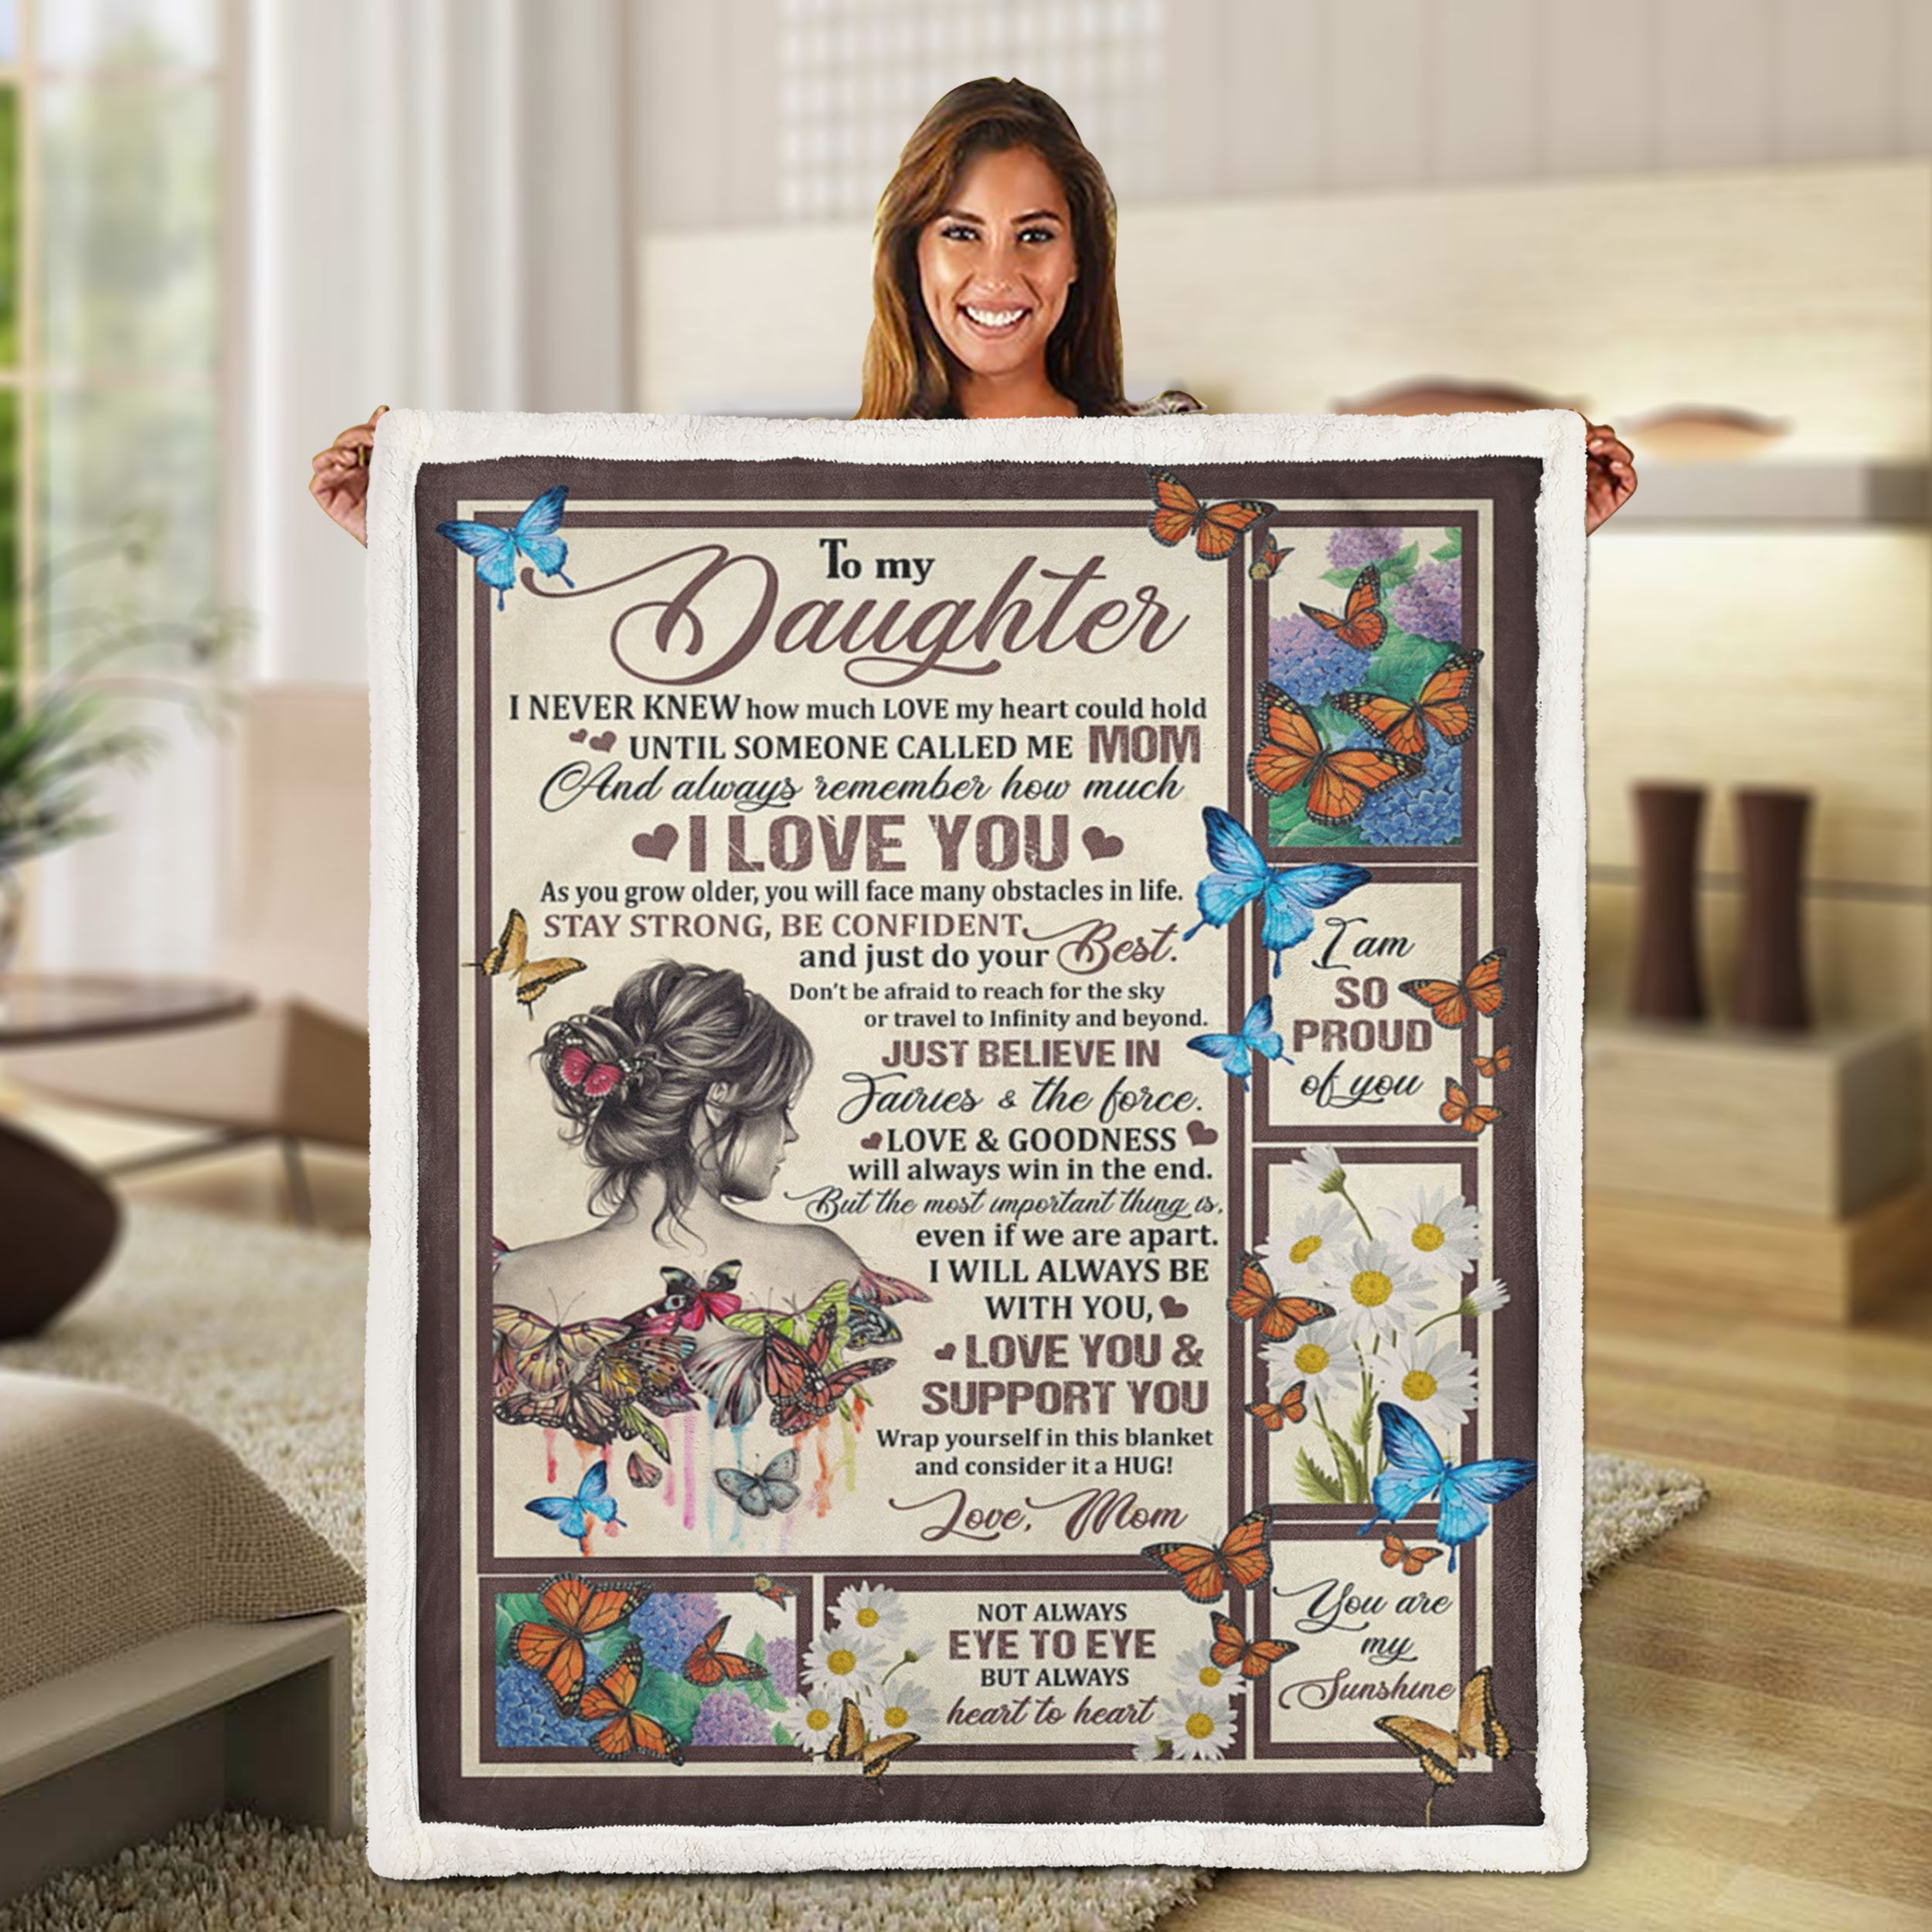 To my
Daughter
I NEVER KNEW how much LOVE my heart could hold
UNTIL SOMEONE CALLED ME MOM
And always remember how much
I LOVE YOU
As you grow older, you will face many obstacles in life.
STAY STRONG, BE CONFIDENT.
and just do your Best.
Don't be afraid to reach for the sky
or travel to Infinity and beyond.
JUST BELIEVE IN
Fairies & the force.
LOVE & GOODNESS
will always win in the end.
But the most important thing is,
even if we are apart.
I WILL ALWAYS BE
WITH YOU,
LOVE YOU &
SUPPORT YOU
Wrap yourself in this blanket
and consider it a HUG!
Love, Mom
I am
SO
PROUD
of you
NOT ALWAYS
EYE TO EYE
BUT ALWAYS
heart to heart
You are
my
Sunshine